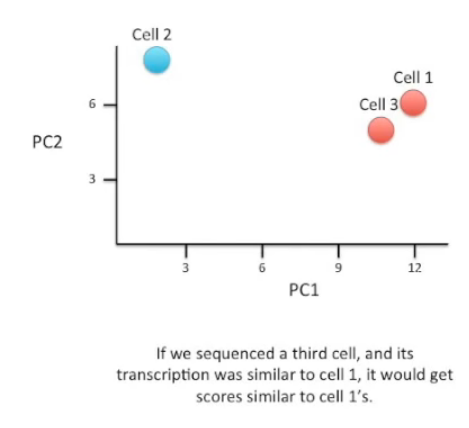 Cell 2
Cell 1
Cell 3
6
PC2
3
3 6 9 12
PC1
If we sequenced a third cell, and its
transcription was similar to cell 1, it would get
scores similar to cell 1's.